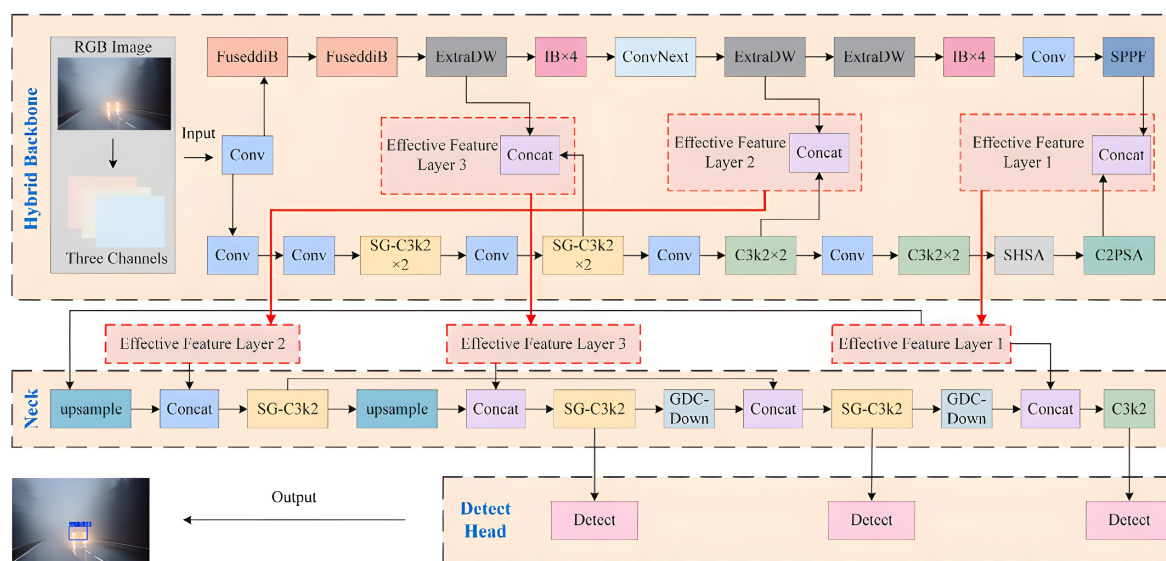 Hybrid Backbone
RGB Image
Three Channels
Input
Conv
FuseddiB
FuseddiB
ExtraDW
IB×4
ConvNext
ExtraDW
ExtraDW
IB×4
Conv
SPPF
Effective Feature
Layer 3
Concat
Effective Feature
Layer 2
Concat
Effective Feature
Layer 1
Concat
Conv
Conv
SG-C3k2
×2
Conv
SG-C3k2
×2
Conv
C3k2×2
Conv
C3k2×2
SHSA
C2PSA
Effective Feature Layer 2
Effective Feature Layer 3
Effective Feature Layer 1
Neck
upsample
Concat
SG-C3k2
upsample
Concat
SG-C3k2
GDC-
Down
Concat
SG-C3k2
GDC-
Down
Concat
C3k2
Output
Detect
Head
Detect
Detect
Detect